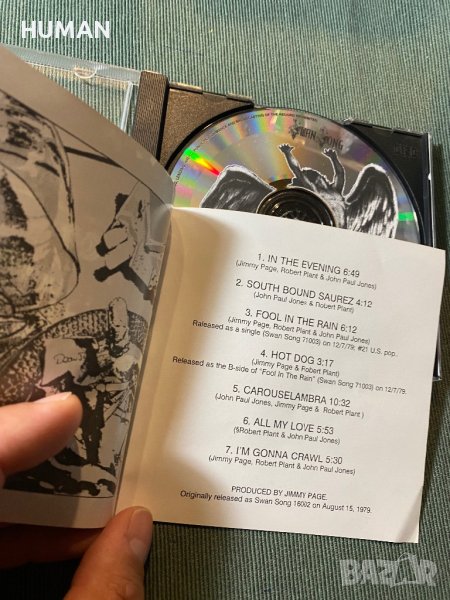 HUMAN
SWAN SONG
1. IN THE EVENING 6:49
(Jimmy Page, Robert Plant & John Paul Jones)
2. SOUTH BOUND SAUREZ 4:12
(John Paul Jones & Robert Plant)
3. FOOL IN THE RAIN 6:12
(Jimmy Page, Robert Plant & John Paul Jones)
Raleased as a single (Swan Song 71003) on 12/7/79; #21 U.S. pop..
4. HOT DOG 3:17
(Jimmy Page & Robert Plant)
Released as the B-side of "Fool In The Rain" (Swan Song 71003) on 12/7/79.
5. CAROUSELAMBRA 10:32
(John Paul Jones, Jimmy Page & Robert Plant )
6. ALL MY LOVE 5:53
(§Robert Plant & John Paul Jones)
7. I'M GONNA CRAWL 5:30
(Jimmy Page, Robert Plant & John Paul Jones)
PRODUCED BY JIMMY PAGE.
Originally released as Swan Song 16002 on August 15, 1979.
BAZAR